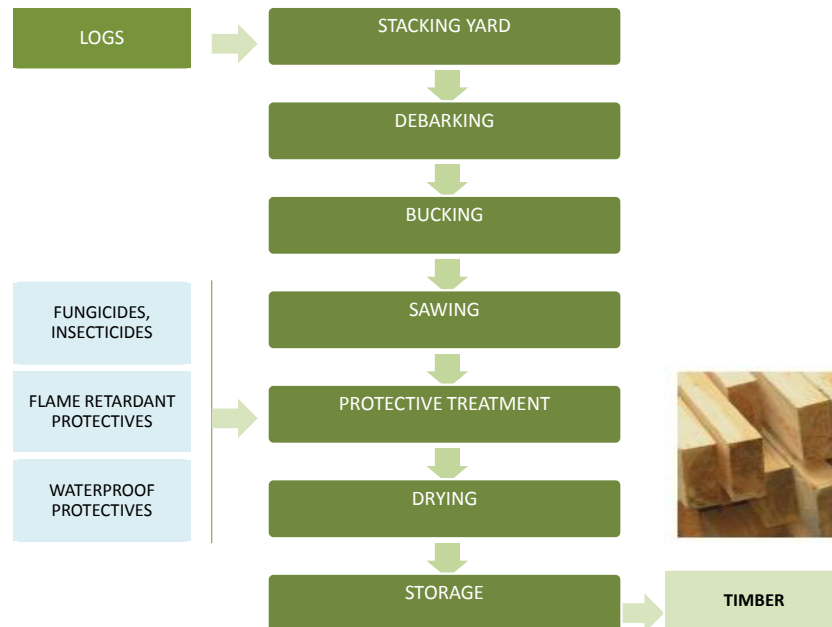 LOGS
STACKING YARD
DEBARKING
BUCKING
SAWING
FUNGICIDES,
INSECTICIDES
FLAME RETARDANT
PROTECTIVES
WATERPROOF
PROTECTIVES
PROTECTIVE TREATMENT
DRYING
STORAGE
TIMBER